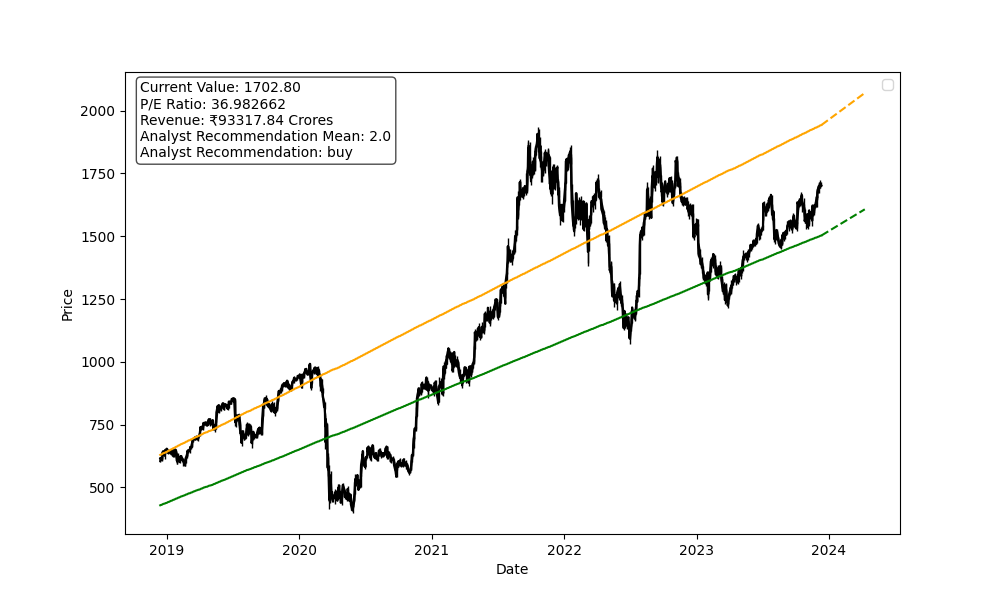 Current Value: 1702.80
P/E Ratio: 36.982662
Revenue: ₹93317.84 Crores
Analyst Recommendation Mean: 2.0
Analyst Recommendation: buy
2000
1750
1500
1250
1000
750
500
Price
2019 2020 2021 2022 2023 2024
Date